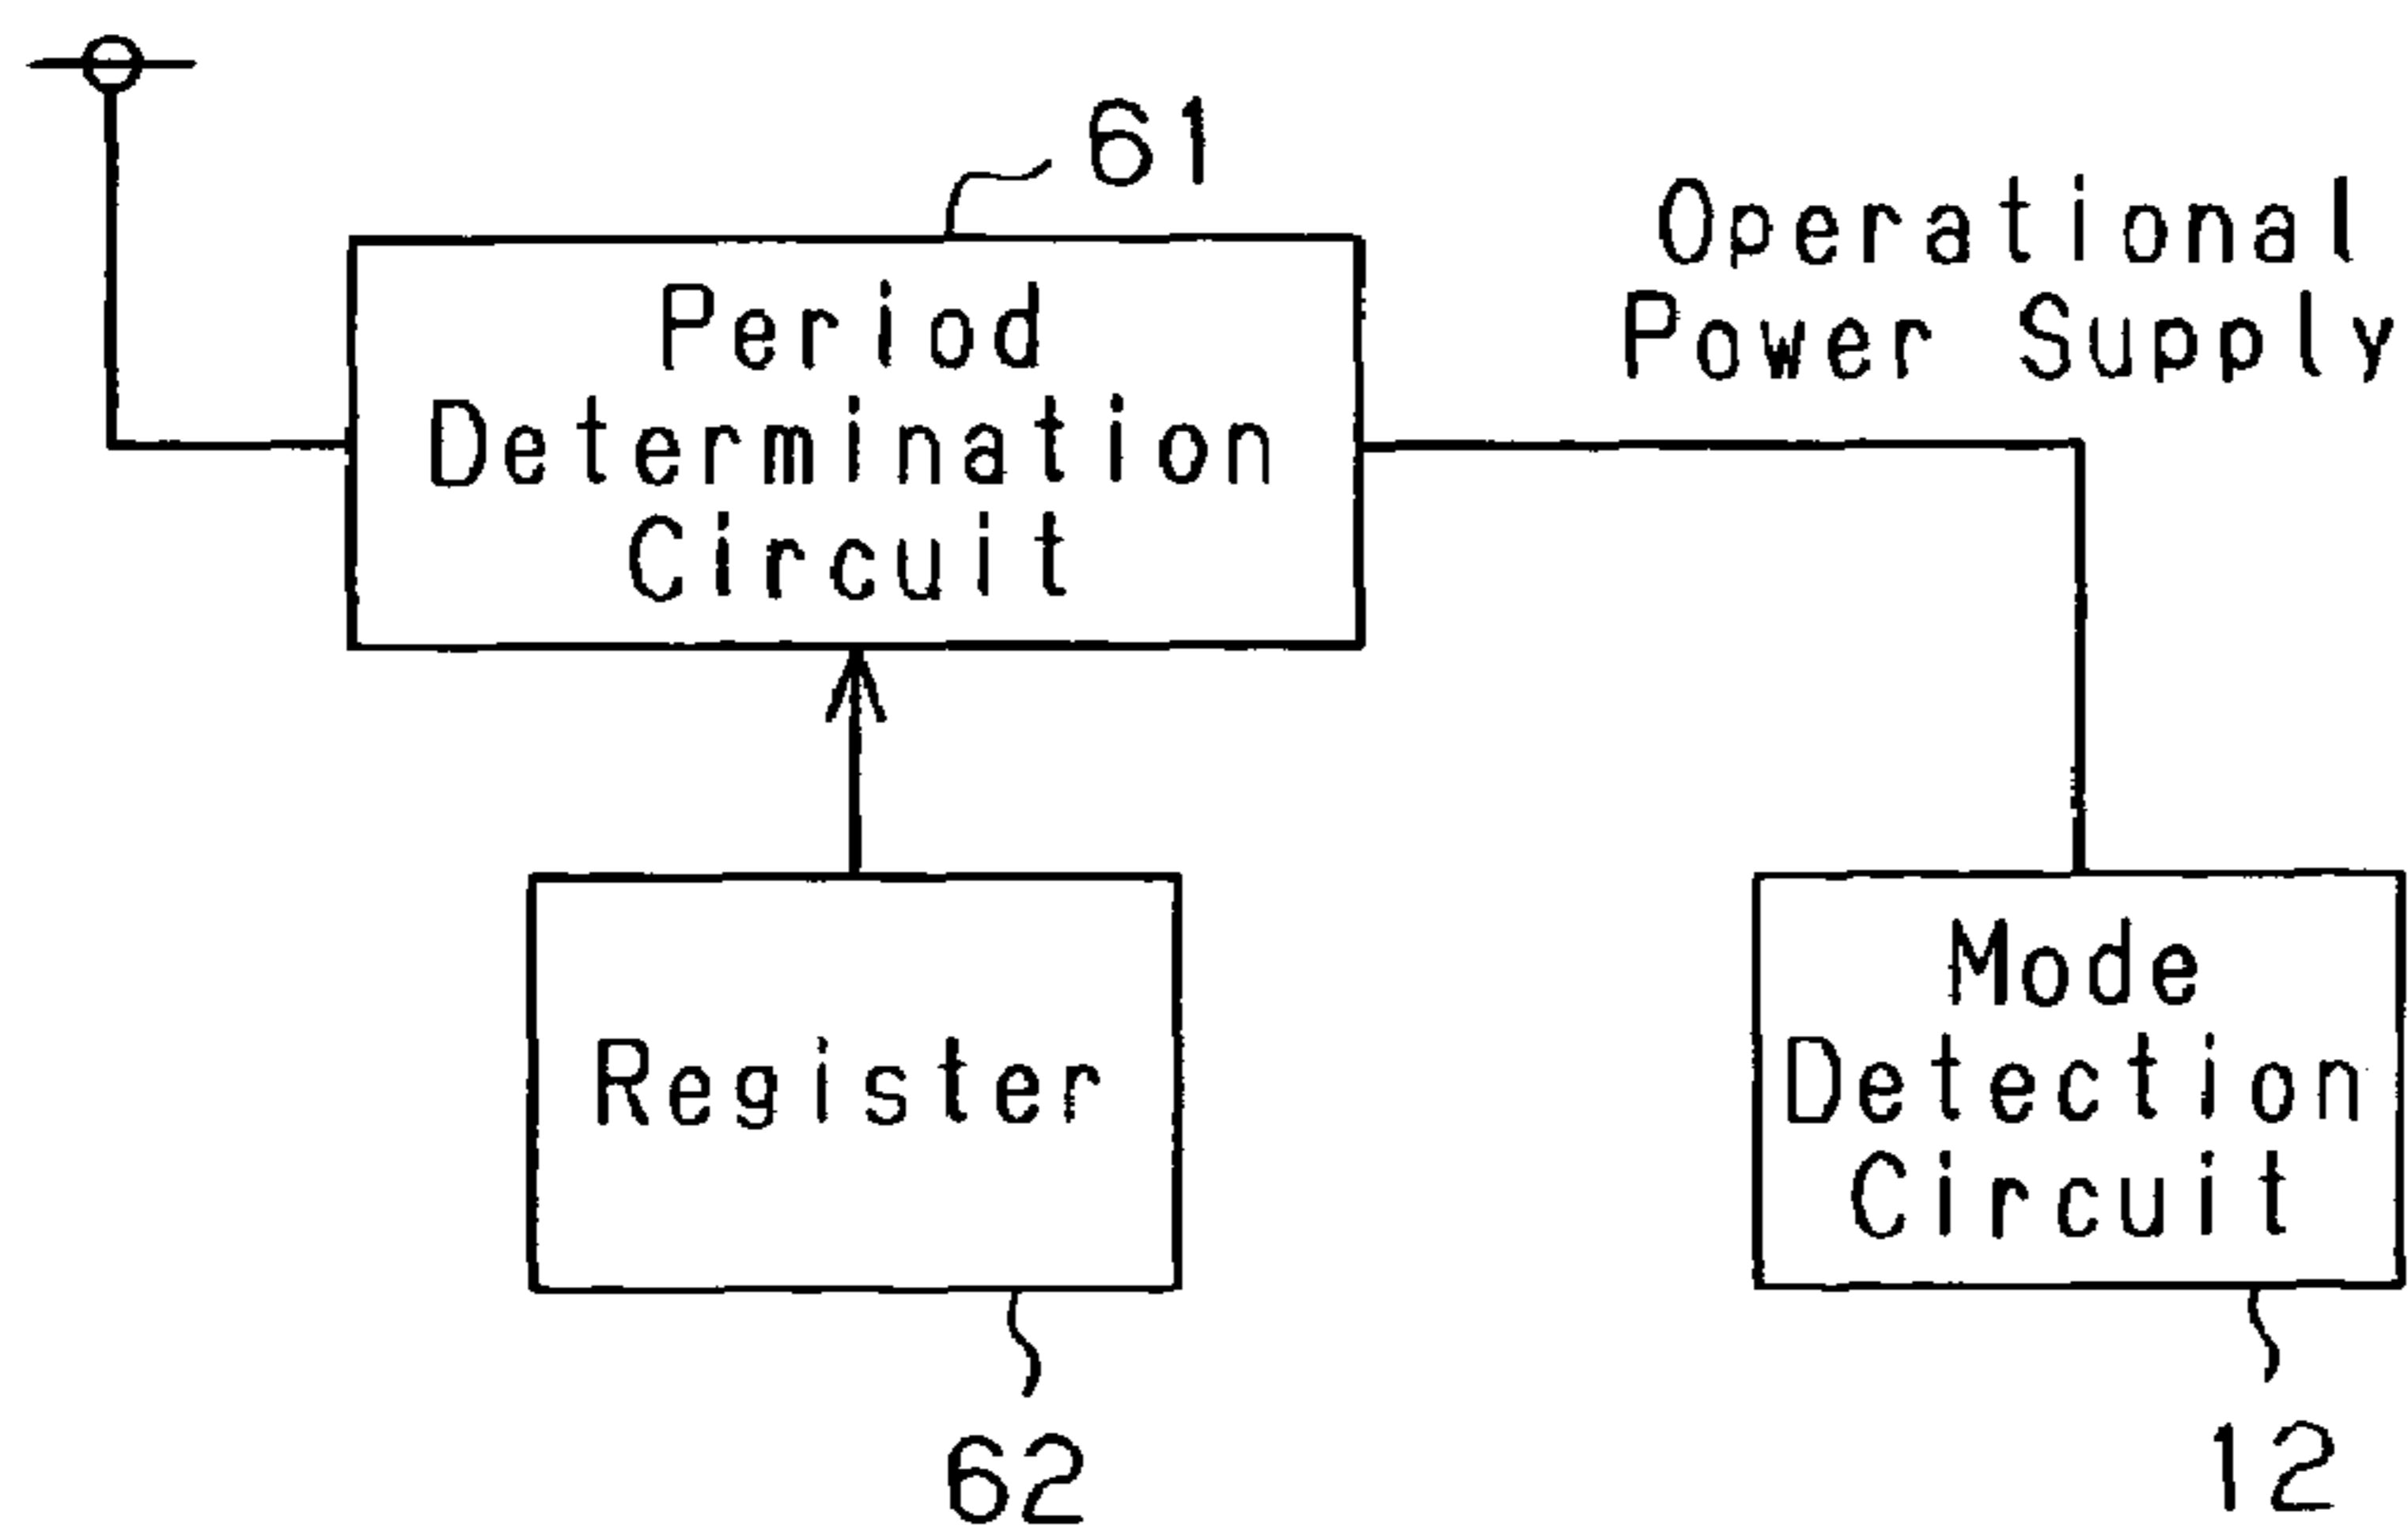 61
Period
Determination
Circuit
Operational
Power Supply
Register
62
Mode
Detection
Circuit
12